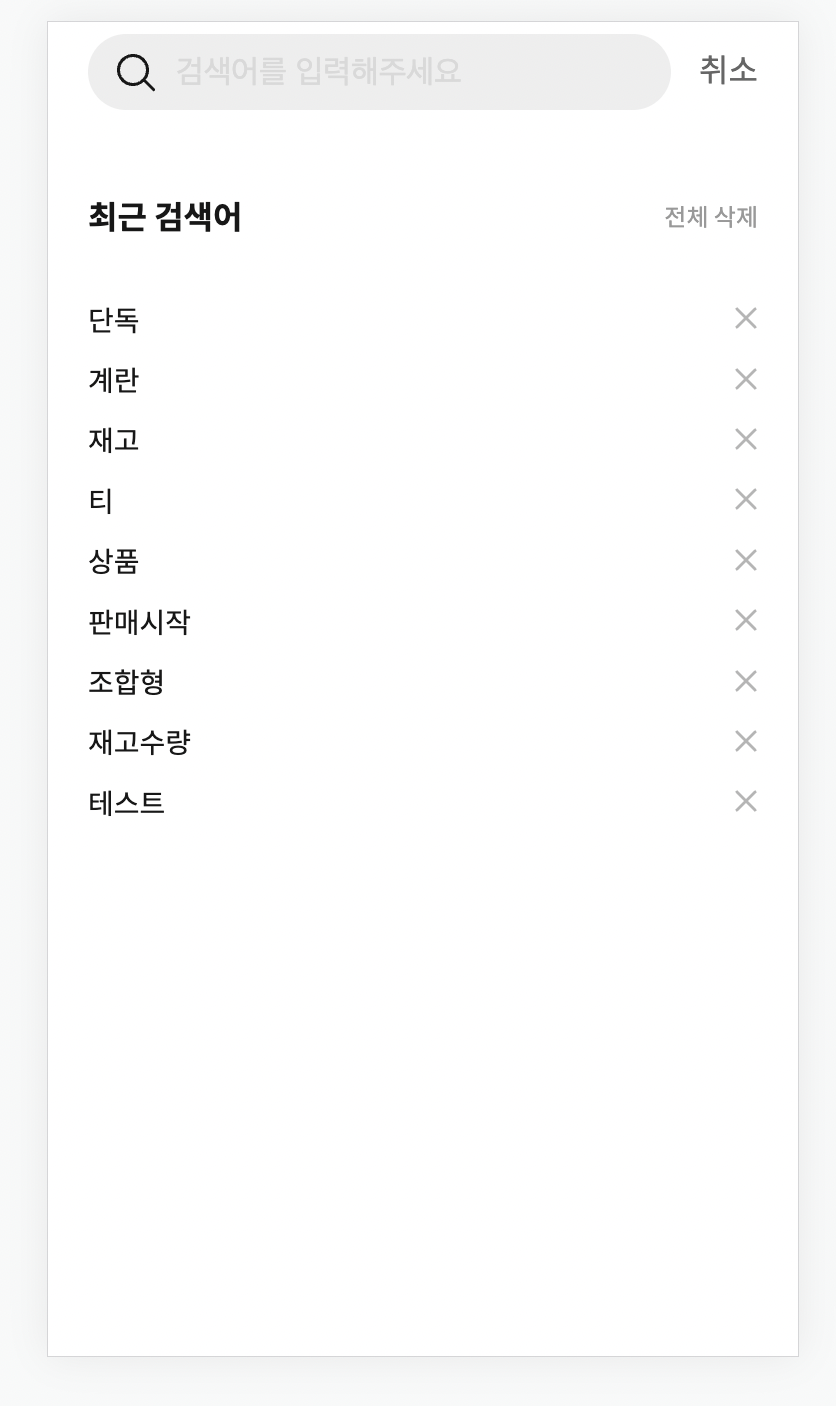 검색어를 입력해주세요 취소
최근 검색어 전체 삭제
단독
계란
재고
티
상품
판매시작
조합형
재고수량
테스트